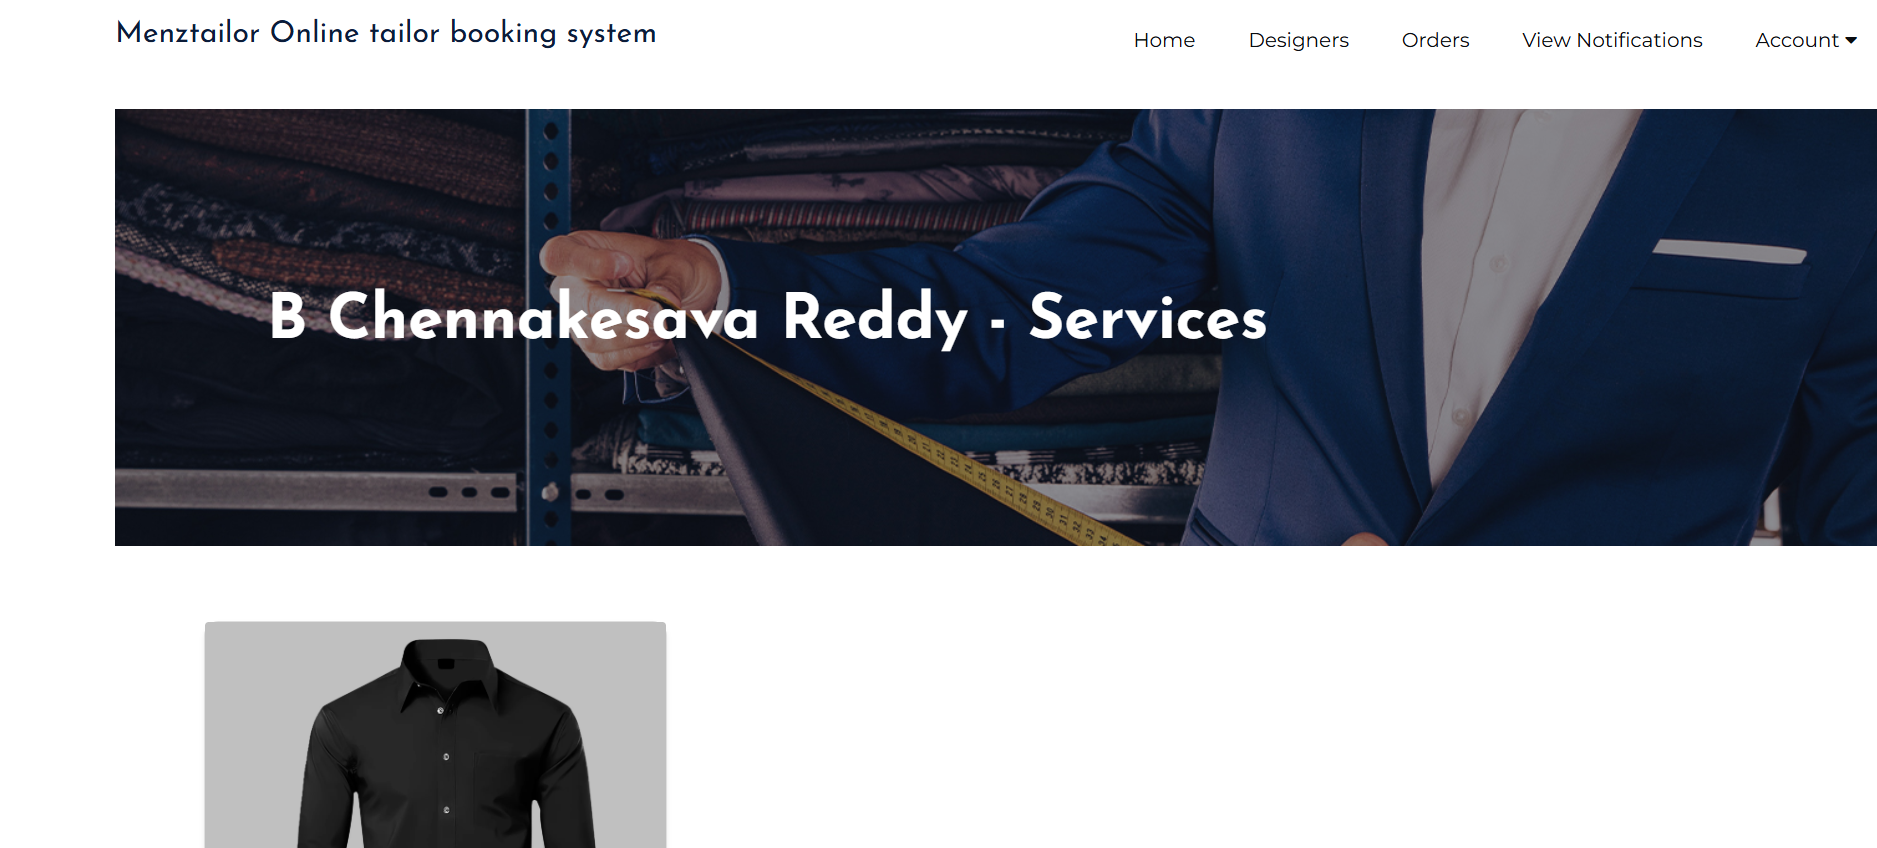 Menztailor Online tailor booking system
Home Designers Orders View Notifications Account
B Chennakesava Reddy - Services